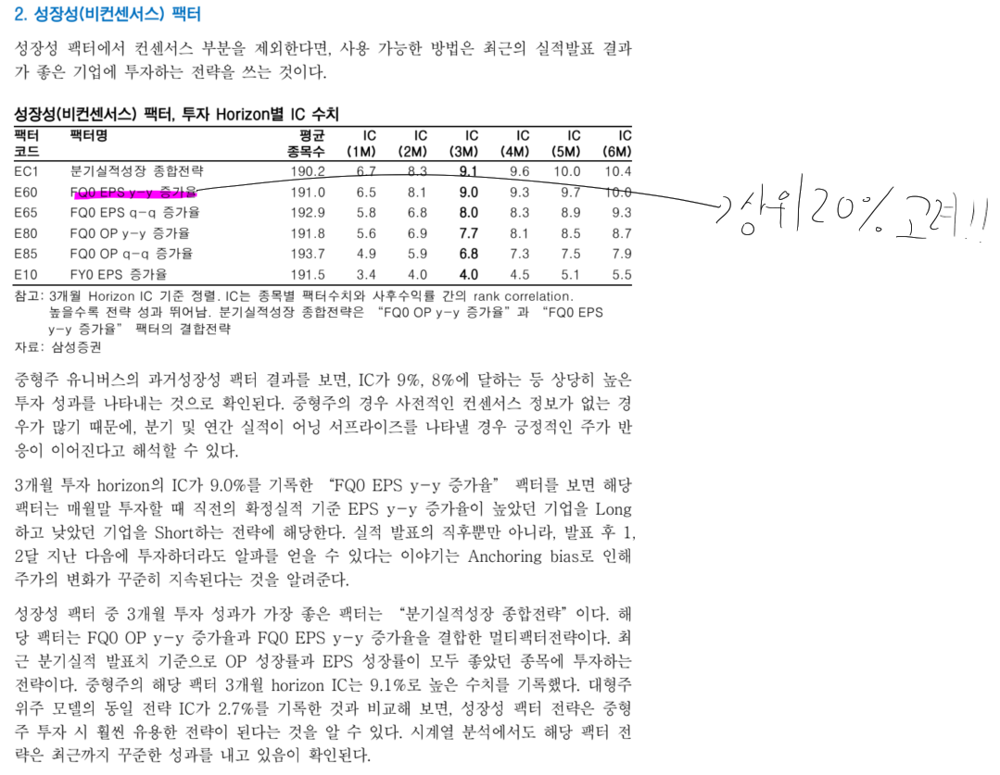 2. 성장성(비컨센서스) 팩터
성장성 팩터에서 컨센서스 부분을 제외한다면, 사용 가능한 방법은 최근의 실적발표 결과
가 좋은 기업에 투자하는 전략을 쓰는 것이다.
성장성(비컨센서스) 팩터, 투자 Horizon별 IC 수치
팩터 팩터명 평균 IC IC IC IC IC IC
코드 종목수 (1M) (2M) (3M) (4M) (5M) (6M)
EC1 분기실적성장 종합전략 190.2 6.7 8.3 9.1 9.6 10.0 10.4
E60 FQ0 EPS y-y 증가율 191.0 6.5 8.1 9.0 9.3 9.7 10.0
상위 20% 고려!!
E65 FQ0 EPS q-q 증가율 192.9 5.8 6.8 8.0 8.3 8.9 9.3
E80 FQ0 OP y-y 증가율 191.8 5.6 6.9 7.7 8.1 8.5 8.7
E85 FQ0 OP q-q 증가율 193.7 4.9 5.9 6.8 7.3 7.5 7.9
E10 FY0 EPS 증가율 191.5 3.4 4.0 4.0 4.5 5.1 5.5
참고: 3개월 Horizon IC 기준 정렬. IC는 종목별 팩터수치와 사후수익률 간의 rank correlation.
높을수록 전략 성과 뛰어남. 분기실적성장 종합전략은 “FQ0 OP y-y 증가율”과 “FQ0 EPS
y-y 증가율” 팩터의 결합전략
자료: 삼성증권
중형주 유니버스의 과거성장성 팩터 결과를 보면, IC가 9%, 8%에 달하는 등 상당히 높은
투자 성과를 나타내는 것으로 확인된다. 중형주의 경우 사전적인 컨센서스 정보가 없는 경
우가 많기 때문에, 분기 및 연간 실적이 어닝 서프라이즈를 나타낼 경우 긍정적인 주가 반
응이 이어진다고 해석할 수 있다.
3개월 투자 horizon의 IC가 9.0%를 기록한 “FQ0 EPS y-y 증가율” 팩터를 보면 해당
팩터는 매월말 투자할 때 직전의 확정실적 기준 EPS y-y 증가율이 높았던 기업을 Long
하고 낮았던 기업을 Short하는 전략에 해당한다. 실적 발표의 직후뿐만 아니라, 발표 후 1,
2달 지난 다음에 투자하더라도 알파를 얻을 수 있다는 이야기는 Anchoring bias로 인해
주가의 변화가 꾸준히 지속된다는 것을 알려준다.
성장성 팩터 중 3개월 투자 성과가 가장 좋은 팩터는 “분기실적성장 종합전략”이다. 해
당 팩터는 FQ0 OP y-y 증가율과 FQ0 EPS y-y 증가율을 결합한 멀티팩터전략이다. 최
근 분기실적 발표치 기준으로 OP 성장률과 EPS 성장률이 모두 좋았던 종목에 투자하는
전략이다. 중형주의 해당 팩터 3개월 horizon IC는 9.1%로 높은 수치를 기록했다. 대형주
위주 모델의 동일 전략 IC가 2.7%를 기록한 것과 비교해 보면, 성장성 팩터 전략은 중형
주 투자 시 훨씬 유용한 전략이 된다는 것을 알 수 있다. 시계열 분석에서도 해당 팩터 전
략은 최근까지 꾸준한 성과를 내고 있음이 확인된다.